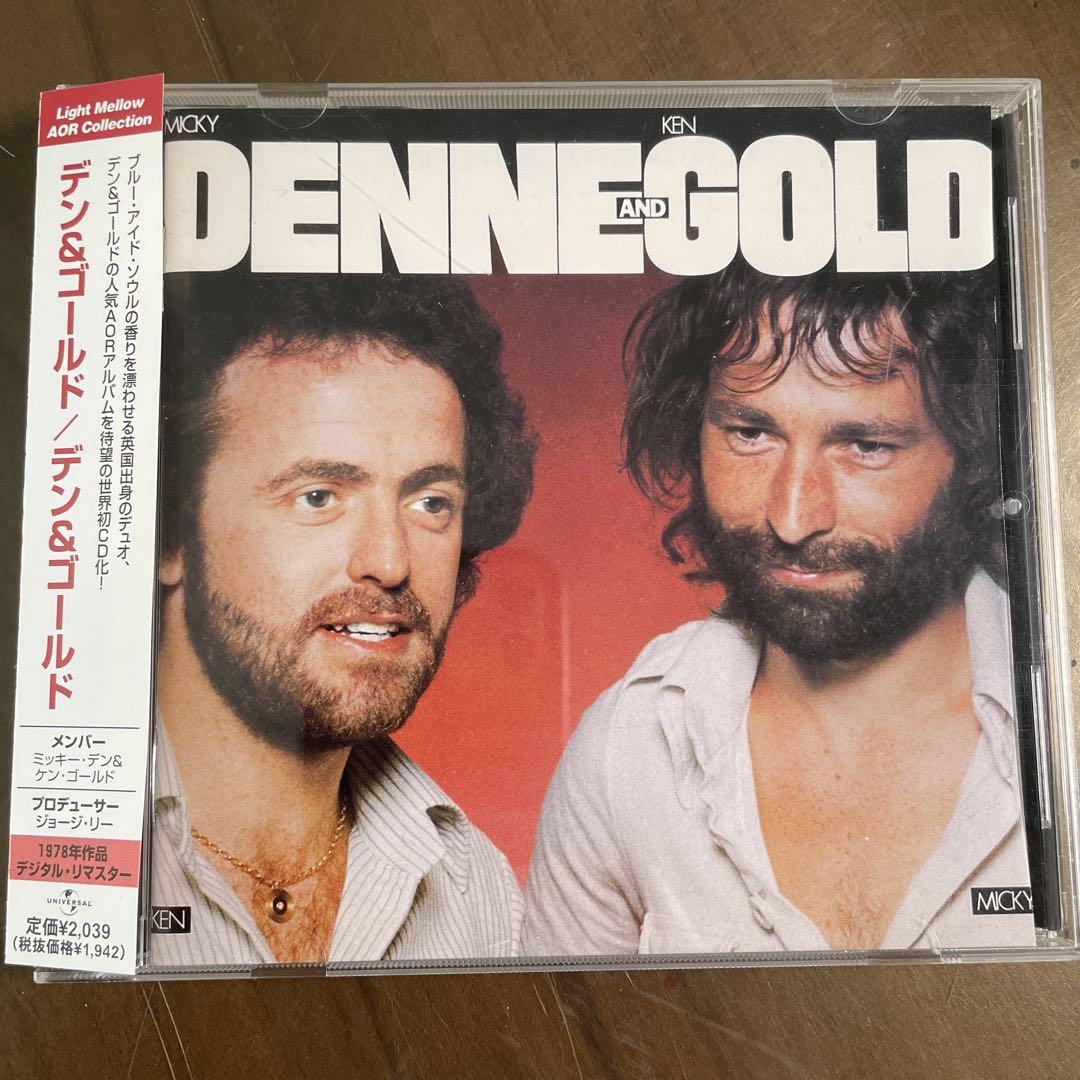 Light Mellow
AOR Collection
デン&ゴールド/デン&ゴールド
ブルー・アイド・ソウルの香りを漂わせる英国出身のデュオ、
デン&ゴールドの人気AORアルバムを待望の世界初CD化!
メンバー
ミッキー・デン&
ケン・ゴールド
プロデューサー
ジョージ・リー
1978年作品
デジタル・リマスター
UNIVERSAL
定価¥2,039
(税抜価格¥1,942)
MICKY KEN
DENNE AND GOLD
KEN
MICKY